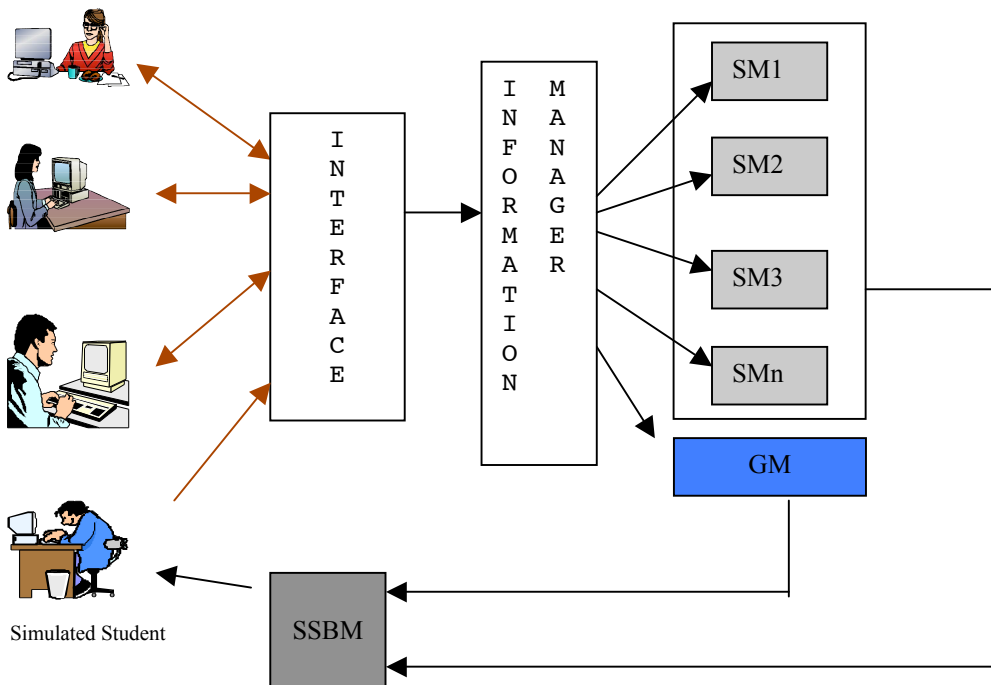 INTERFACE
INFORMATION
MANAGER
SM1
SM2
SM3
SMn
GM
SSBM
Simulated Student